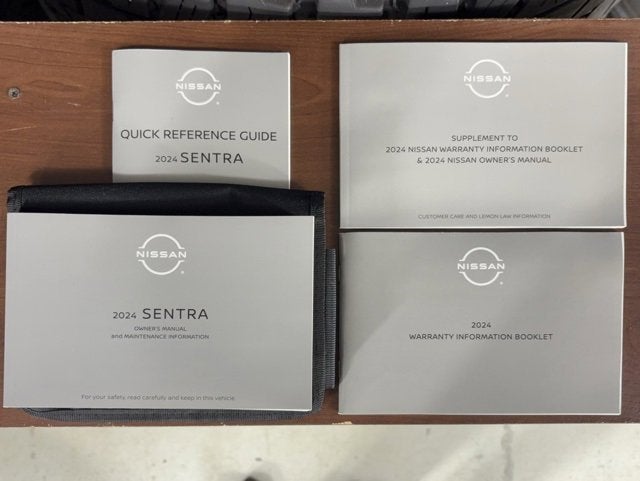 NISSAN
QUICK REFERENCE GUIDE
2024 SENTRA
NISSAN
SUPPLEMENT TO
2024 NISSAN WARRANTY INFORMATION BOOKLET
& 2024 NISSAN OWNER'S MANUAL
CUSTOMER CARE AND LEMON LAW INFORMATION
NISSAN
2024 SENTRA
OWNER'S MANUAL
and MAINTENANCE INFORMATION
For your safety, read carefully and keep in this vehicle.
NISSAN
2024
WARRANTY INFORMATION BOOKLET